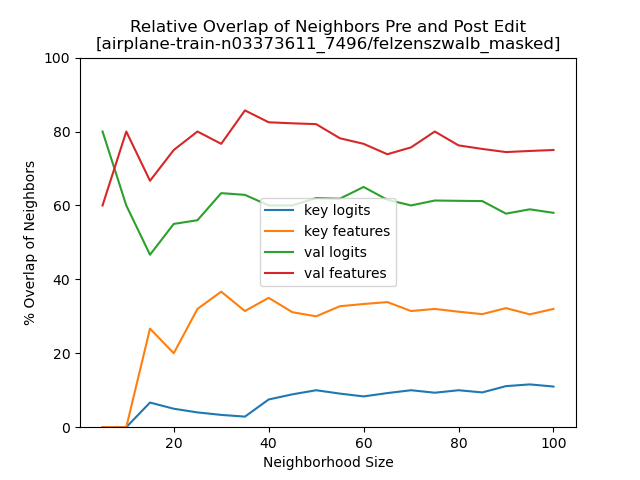 Relative Overlap of Neighbors Pre and Post Edit
[airplane-train-n03373611_7496/felzenszwalb_masked]
100
80
60
40
20
0
% Overlap of Neighbors
key logits
key features
val logits
val features
20
40
60
80
100
Neighborhood Size